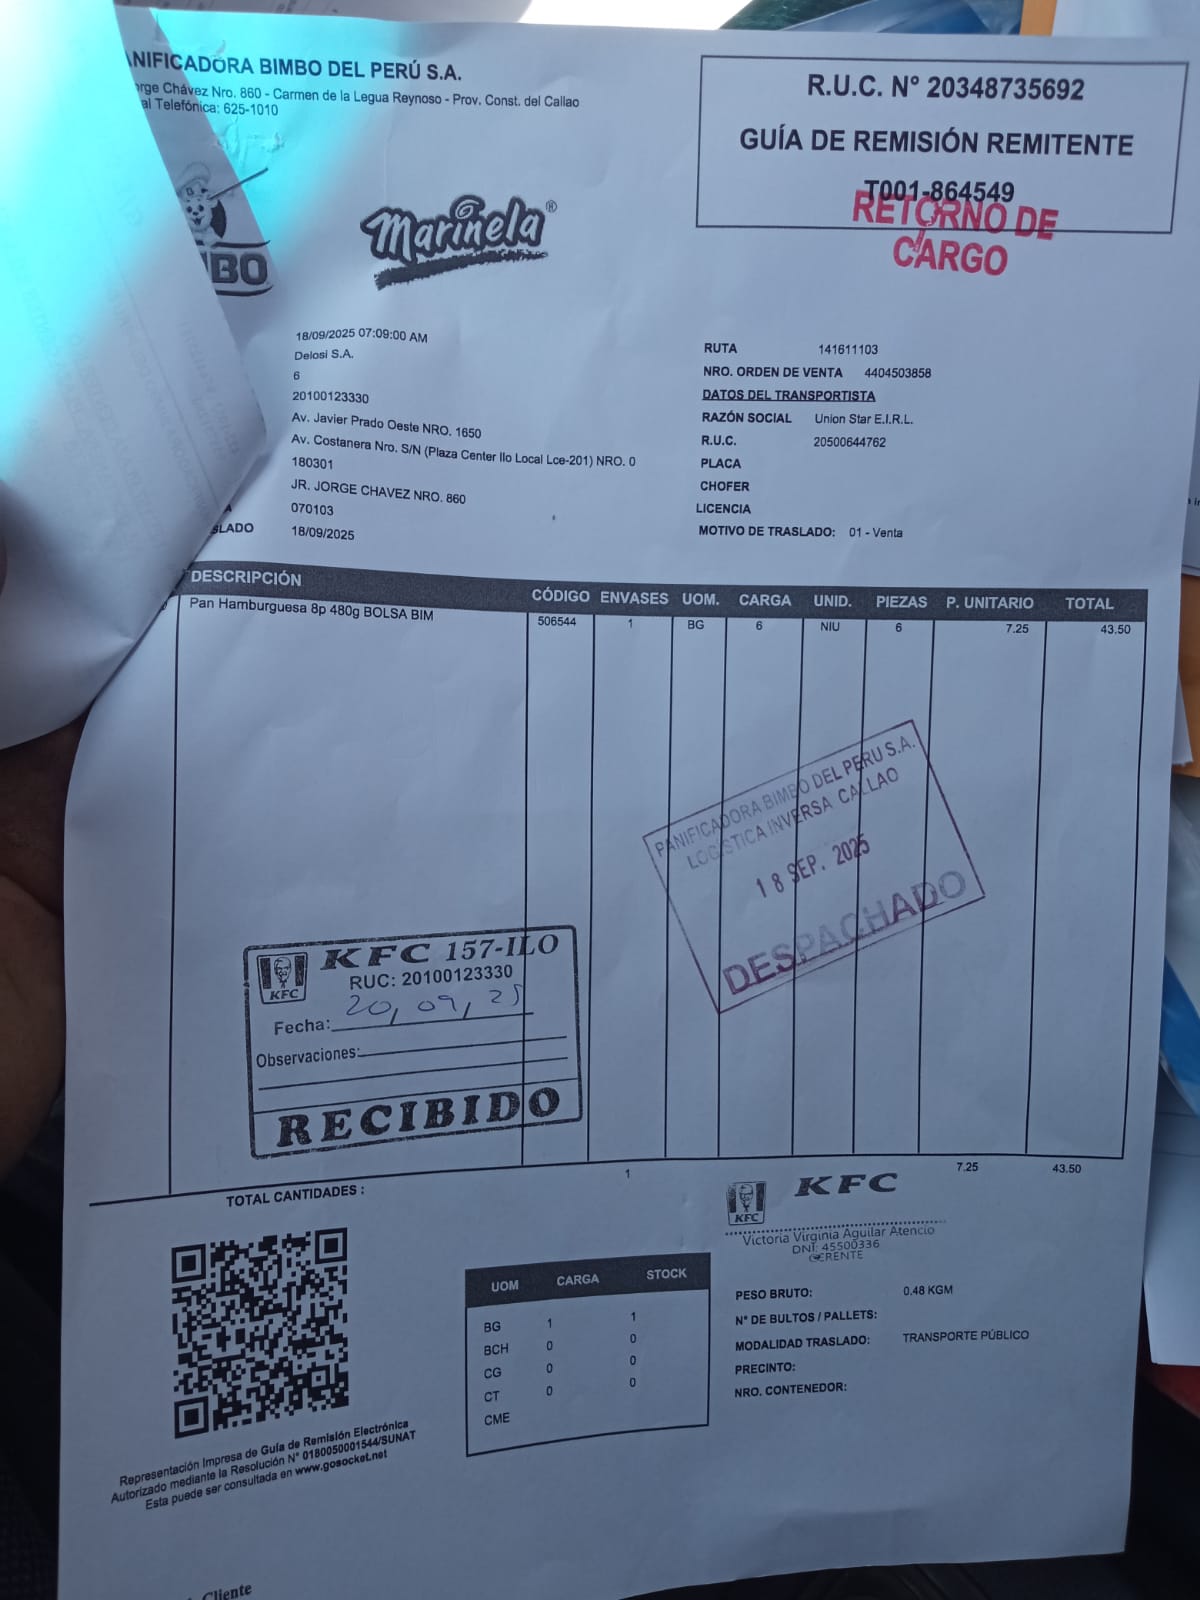 ANIFICADORA BIMBO DEL PERÚ S.A.
orge Chávez Nro. 860 - Carmen de la Legua Reynoso - Prov. Const. del Callao
al Telefónica: 625-1010
R.U.C. N° 20348735692
GUÍA DE REMISIÓN REMITENTE
T001-864549
RETORNO DE
CARGO
BO
Marinela®
18/09/2025 07:09:00 AM
Delosi S.A.
6
20100123330
Av. Javier Prado Oeste NRO. 1650
Av. Costanera Nro. S/N (Plaza Center Ilo Local Lce-201) NRO. 0
180301
JR. JORGE CHAVEZ NRO. 860
A 070103
SLADO 18/09/2025
RUTA 141611103
NRO. ORDEN DE VENTA 4404503858
DATOS DEL TRANSPORTISTA
RAZÓN SOCIAL Union Star E.I.R.L.
R.U.C. 20500644762
PLACA
CHOFER
LICENCIA
MOTIVO DE TRASLADO: 01 - Venta
DESCRIPCIÓN CÓDIGO ENVASES UOM. CARGA UNID. PIEZAS P. UNITARIO TOTAL
Pan Hamburguesa 8p 480g BOLSA BIM 506544 1 BG 6 NIU 6 7.25 43.50
PANIFICADORA BIMBO DEL PERU S.A.
LOGISTICA INVERSA CALLAO
18 SEP. 2025
DESPACHADO
KFC 157-ILO
KFC
RUC: 20100123330
Fecha: 20, 09, 25
Observaciones:
RECIBIDO
TOTAL CANTIDADES : 1 7.25 43.50
KFC
KFC
Victoria Virginia Aguilar Atencio
DNI: 45500336
GERENTE
UOM CARGA STOCK
BG 1 1
BCH 0 0
CG 0 0
CT 0 0
CME
PESO BRUTO: 0.48 KGM
N° DE BULTOS / PALLETS:
MODALIDAD TRASLADO: TRANSPORTE PÚBLICO
PRECINTO:
NRO. CONTENEDOR:
Representación Impresa de Guía de Remisión Electrónica
Autorizado mediante la Resolución N° 0180050001544/SUNAT
Esta puede ser consultada en www.gosocket.net
Cliente